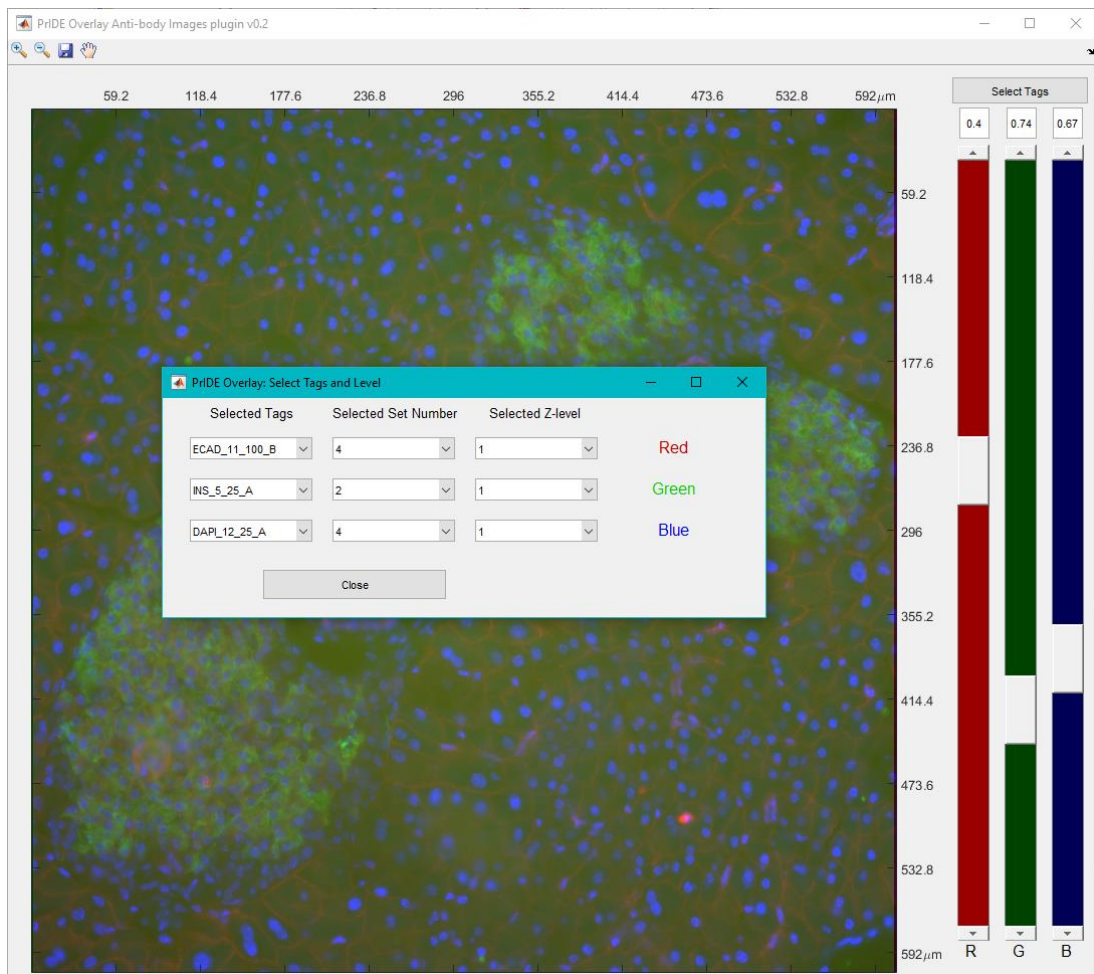 PrIDE Overlay Anti-body Images plugin v0.2
59.2 118.4 177.6 236.8 296 355.2 414.4 473.6 532.8 592μm
Select Tags
0.4 0.74 0.67
59.2
118.4
177.6
PrIDE Overlay: Select Tags and Level
Selected Tags Selected Set Number Selected Z-level
ECAD_11_100_B 4 1 Red
236.8
INS_5_25_A 2 1 Green
DAPI_12_25_A 4 1 Blue
296
Close
355.2
414.4
473.6
532.8
592μm
R G B